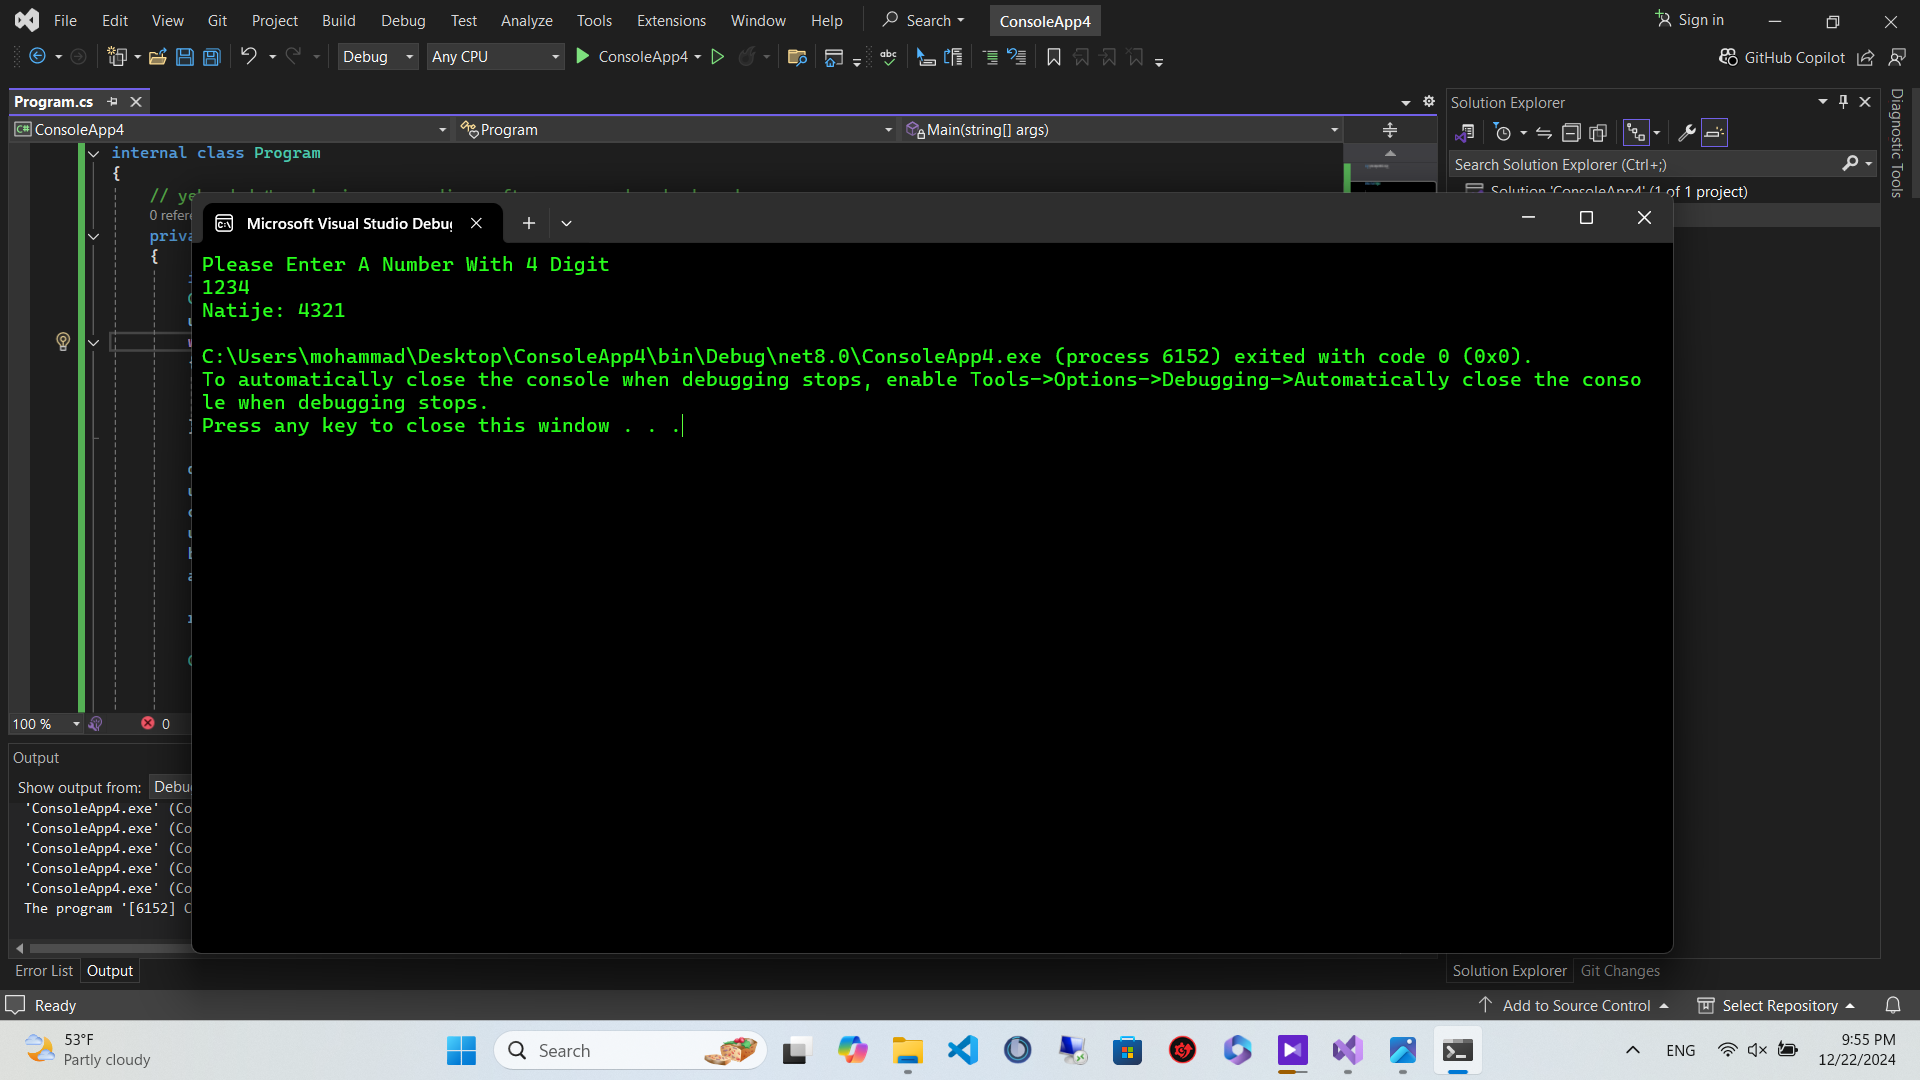 File Edit View Git Project Build Debug Test Analyze Tools Extensions Window Help Search ConsoleApp4 Sign in
Debug Any CPU ConsoleApp4 GitHub Copilot
Program.cs
ConsoleApp4 Program Main(string[] args)
internal class Program
{
//
0 refere
priva
{
Solution Explorer
Search Solution Explorer (Ctrl+;)
Solution 'ConsoleApp4' (1 of 1 project)
Diagnostic Tools
Microsoft Visual Studio Debug
Please Enter A Number With 4 Digit
1234
Natije: 4321
C:\Users\mohammad\Desktop\ConsoleApp4\bin\Debug\net8.0\ConsoleApp4.exe (process 6152) exited with code 0 (0x0).
To automatically close the console when debugging stops, enable Tools->Options->Debugging->Automatically close the conso
le when debugging stops.
Press any key to close this window . . .
100 % 0
Output
Show output from: Debu
'ConsoleApp4.exe' (Co
'ConsoleApp4.exe' (Co
'ConsoleApp4.exe' (Co
'ConsoleApp4.exe' (Co
'ConsoleApp4.exe' (Co
The program '[6152] C
Error List Output
Solution Explorer Git Changes
Ready Add to Source Control Select Repository
53°F
Partly cloudy
Search
ENG
9:55 PM
12/22/2024